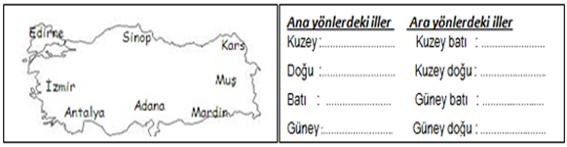 Edirne
Sinop
Kars
İzmir
Muş
Antalya
Adana
Mardin
Ana yönlerdeki iller Ara yönlerdeki iller
Kuzey:........................ Kuzey batı : .....................
Doğu :........................ Kuzey doğu : .....................
Batı : ........................ Güney batı : .....................
Güney:........................ Güney doğu : .....................